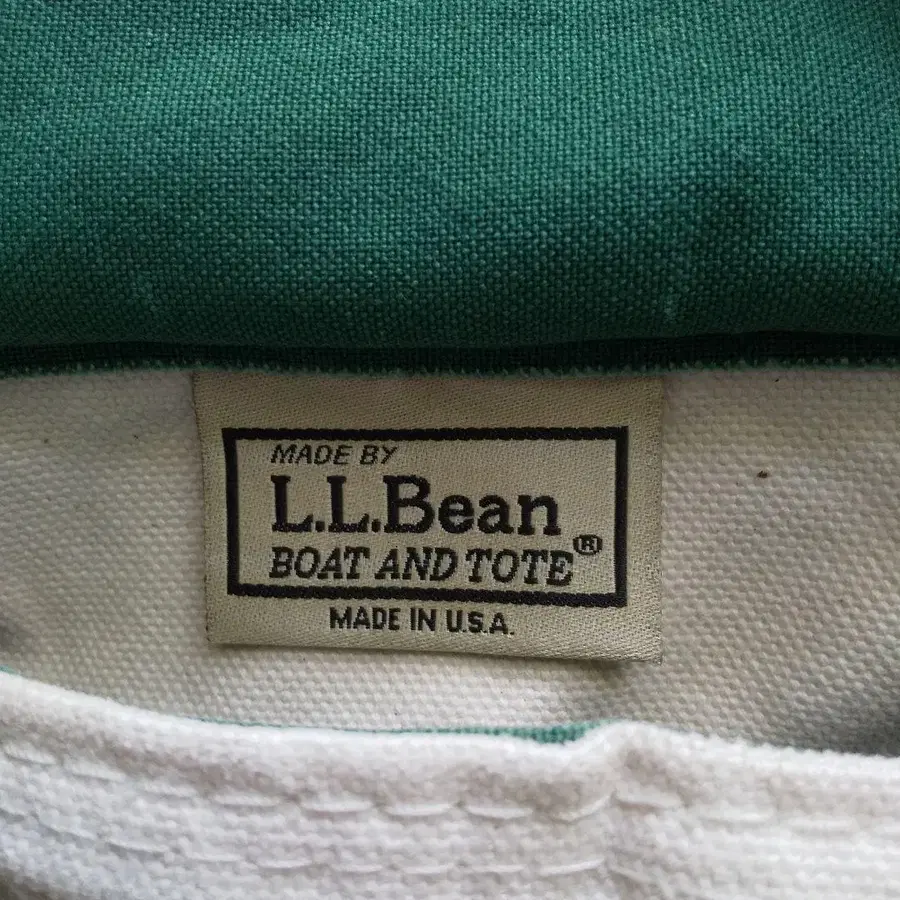 MADE BY
L.L.Bean
BOAT AND TOTE®
MADE IN U.S.A.